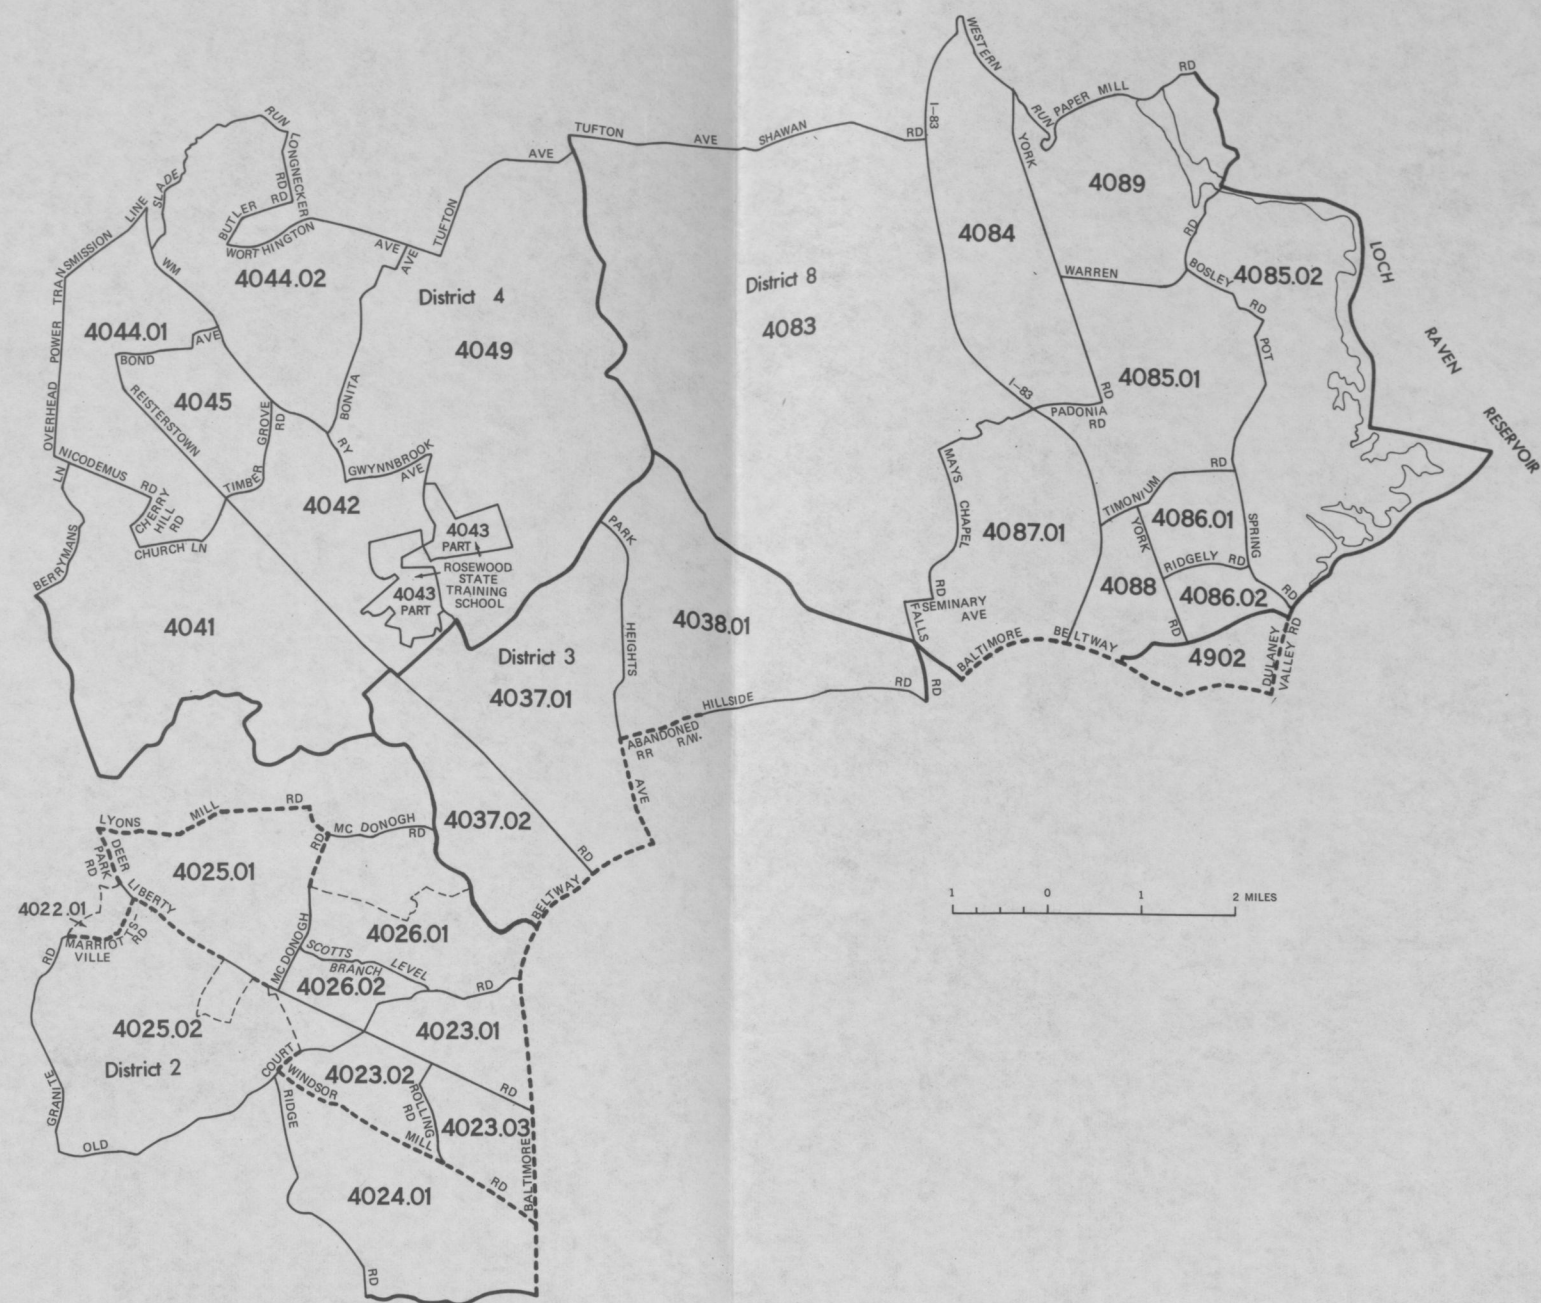 WESTERN
RUN
PAPER MILL
RD
I-83
YORK
TUFTON
AVE
SHAWAN
RD
4089
4084
WARREN
RD
BOSLEY
RD
4085.02
LOCH
RAVEN
RESERVOIR
POT
SPRING
RD
4085.01
I-83
RD
PADONIA
RD
District 8
4083
RUN
SLADE
LONGNECKER
RD
BUTLER RD
WORTHINGTON
AVE
AVE
TUFTON
AVE
OVERHEAD POWER TRANSMISSION LINE
WM
4044.02
District 4
4049
4044.01
BOND
AVE
4045
REISTERSTOWN
GROVE
RD
TIMBER
BONITA
RY
GWYNNBROOK
AVE
NICODEMUS RD
LN
CHERRY
HILL
RD
CHURCH LN
BERRYMANS
4042
4043
PART
ROSEWOOD
STATE
TRAINING
SCHOOL
4043
PART
4041
PARK
HEIGHTS
AVE
4038.01
MAYS
CHAPEL
RD
4087.01
TIMONIUM
RD
4086.01
YORK
RIDGELY RD
4088
4086.02
RD
SEMINARY
AVE
FALLS
RD
BALTIMORE
BELTWAY
4902
DULANEY
VALLEY RD
District 3
4037.01
HILLSIDE
RD
ABANDONED
RR R/W.
4037.02
RD
BELTWAY
LYONS
MILL
RD
MC DONOGH
RD
RD
DEER
PARK
RD
4025.01
LIBERTY
4022.01
MARRIOTTS-
VILLE
RD
RD
4026.01
MC DONOGH
SCOTTS
LEVEL
BRANCH
4026.02
RD
4025.02
District 2
4023.01
COURT
4023.02
WINDSOR
ROLLING
RD
RD
4023.03
MILL
RD
BALTIMORE
GRANITE
OLD
RIDGE
4024.01
RD
1 0 1 2 MILES